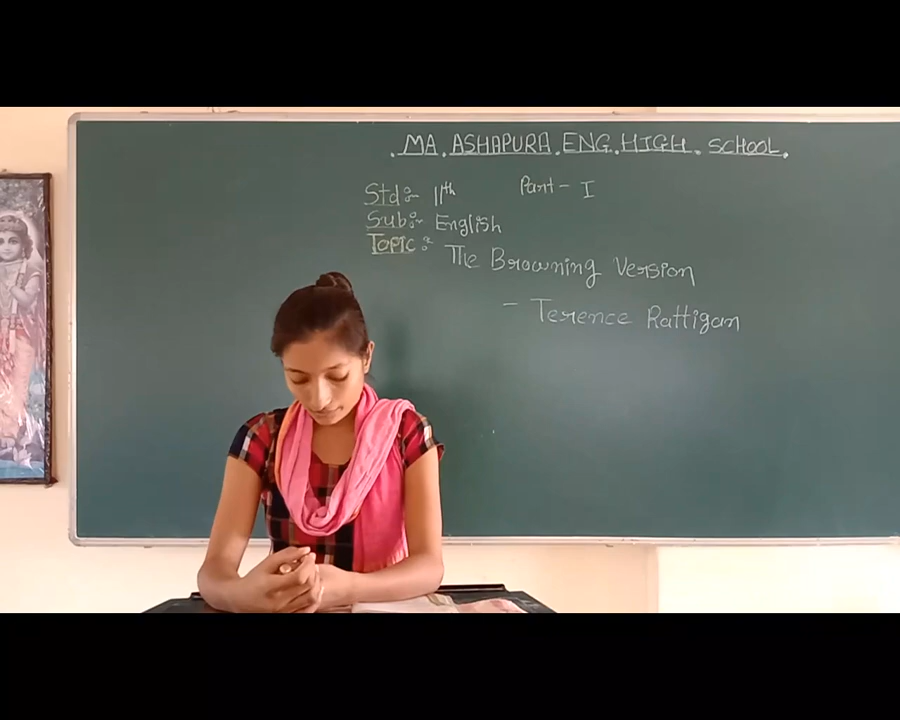 . MA. ASHAPURA. ENG. HIGH. SCHOOL.
Std:- 11th Part - I
Sub:- English
Topic:- The Browning Version
- Terence Rattigan